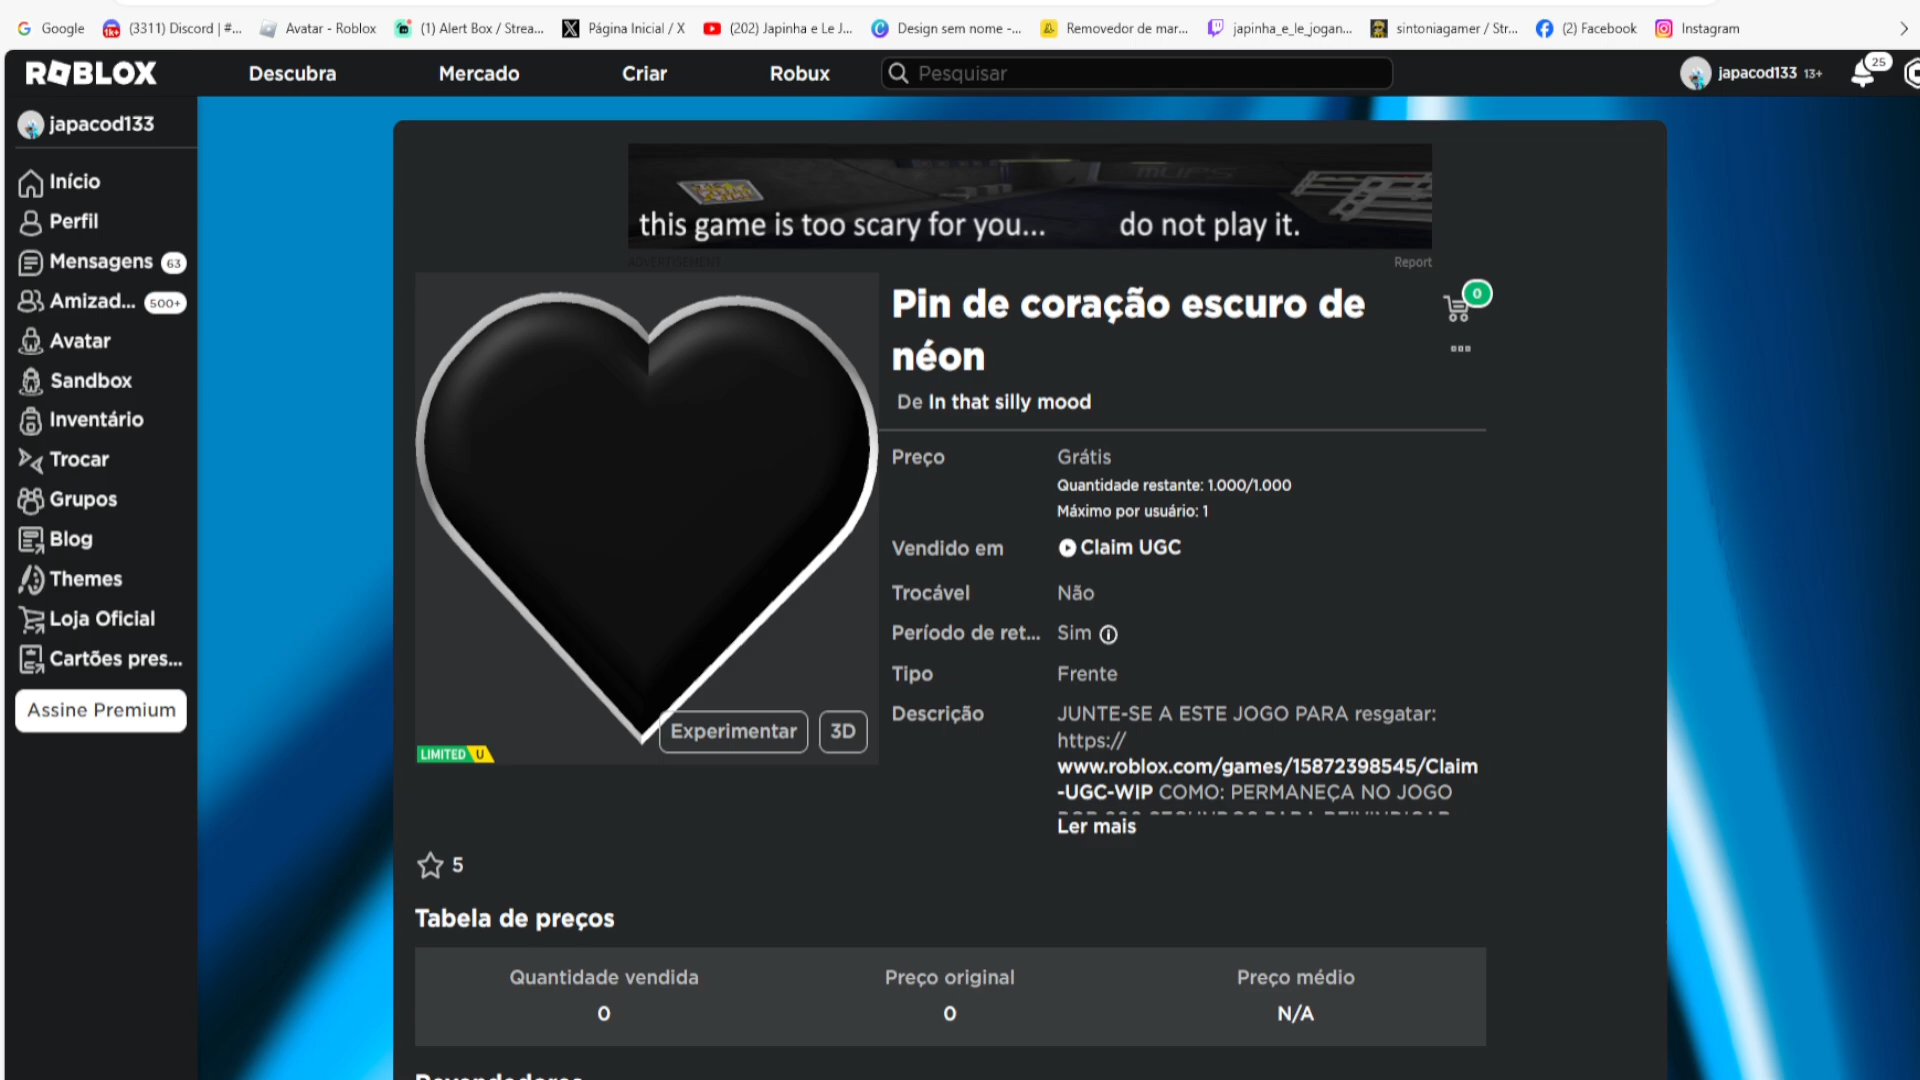 Google
(3311) Discord | #...
Avatar - Roblox
(1) Alert Box / Strea...
Página Inicial / X
(202) Japinha e Le J...
Design sem nome -...
Removedor de mar...
japinha_e_le_jogan...
sintoniagamer / Str...
(2) Facebook
Instagram
ROBLOX
Descubra
Mercado
Criar
Robux
Pesquisar
japacod133 13+
25
japacod133
Início
Perfil
Mensagens 63
Amizad... 500+
Avatar
Sandbox
Inventário
Trocar
Grupos
Blog
Themes
Loja Oficial
Cartões pres...
Assine Premium
this game is too scary for you... do not play it.
ADVERTISEMENT
Report
Pin de coração escuro de
néon
0
De In that silly mood
Preço
Grátis
Quantidade restante: 1.000/1.000
Máximo por usuário: 1
Vendido em
Claim UGC
Trocável
Não
Período de ret...
Sim
Tipo
Frente
Descrição
JUNTE-SE A ESTE JOGO PARA resgatar:
https://
www.roblox.com/games/15872398545/Claim
-UGC-WIP COMO: PERMANEÇA NO JOGO
Ler mais
Experimentar
3D
LIMITED U
5
Tabela de preços
Quantidade vendida
0
Preço original
0
Preço médio
N/A